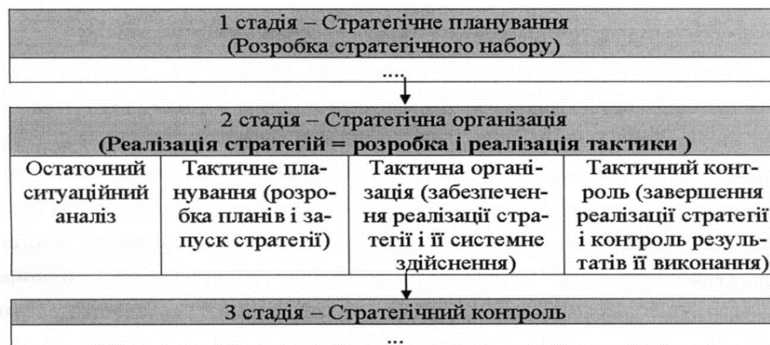 1 стадія – Стратегічне планування
(Розробка стратегічного набору)
....
2 стадія – Стратегічна організація
(Реалізація стратегій = розробка і реалізація тактики )
Остаточний
ситуаційний
аналіз
Тактичне пла-
нування (розро-
бка планів і за-
пуск стратегії)
Тактична органі-
зація (забезпечен-
ня реалізації стра-
тегії і її системне
здійснення)
Тактичний конт-
роль (завершення
реалізації стратегії
і контроль резуль-
татів її виконання)
3 стадія – Стратегічний контроль
...